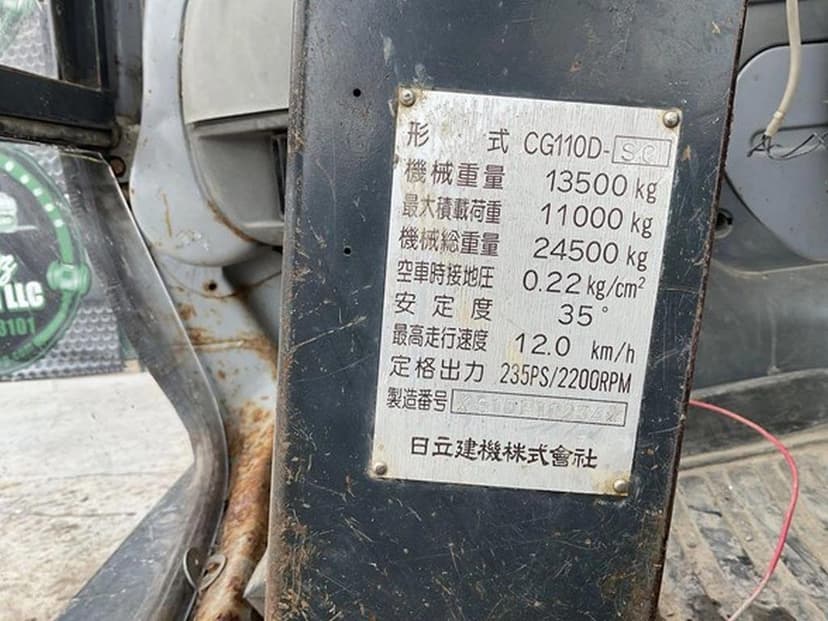 LLC
3101
形 式 CG110D-SC
機械重量 13500 kg
最大積載荷重 11000 kg
機械総重量 24500 kg
空車時接地圧 0.22 kg/cm²
安定度 35°
最高走行速度 12.0 km/h
定格出力 235PS/2200RPM
製造番号
日立建機株式會社